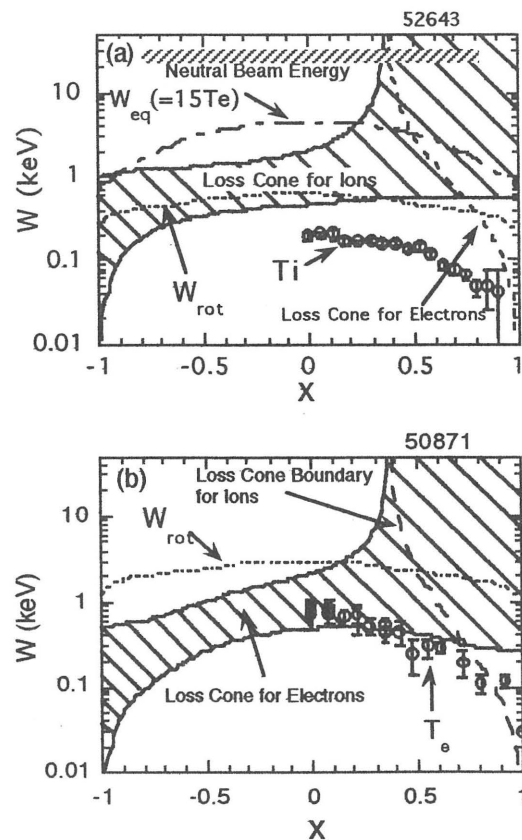 52643
(a)
Neutral Beam Energy
10
W eq (=15Te)
W (keV)
1
Loss Cone for Ions
0.1
W rot
Ti
Loss Cone for Electrons
0.01
-1 -0.5 0 0.5 1
X
50871
(b)
Loss Cone Boundary
for Ions
W rot
10
W (keV)
1
0.1
Loss Cone for Electrons
T e
0.01
-1 -0.5 0 0.5 1
X